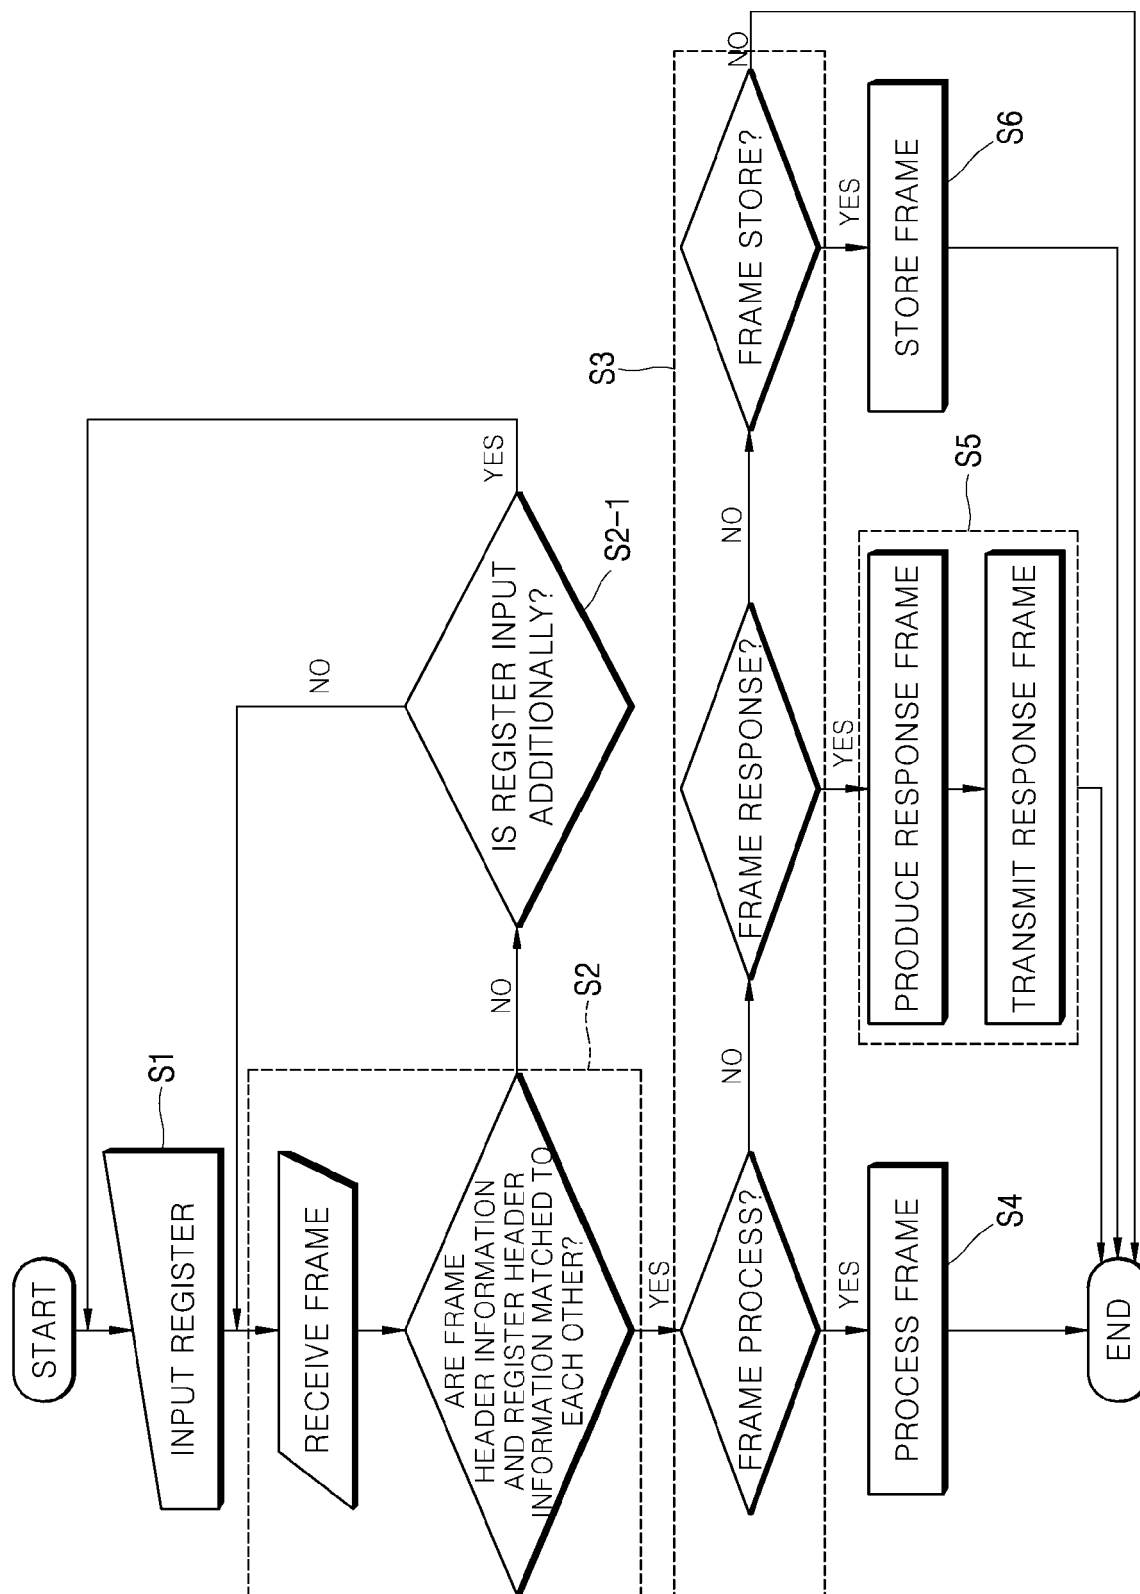 START
INPUT REGISTER
S1
RECEIVE FRAME
ARE FRAME
HEADER INFORMATION
AND REGISTER HEADER
INFORMATION MATCHED TO
EACH OTHER?
S2
NO
IS REGISTER INPUT
ADDITIONALLY?
S2-1
NO
YES
YES
S3
FRAME PROCESS?
NO
FRAME RESPONSE?
NO
FRAME STORE?
NO
YES
YES
YES
PROCESS FRAME
S4
PRODUCE RESPONSE FRAME
TRANSMIT RESPONSE FRAME
S5
STORE FRAME
S6
END